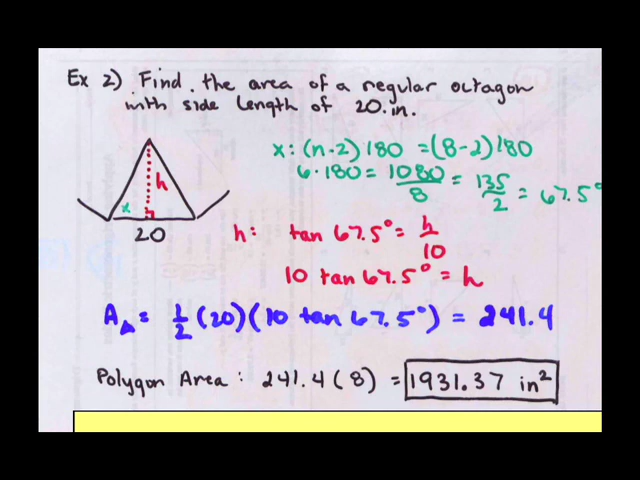 Ex 2) Find the area of a regular octagon
with side length of 20 in.
x: (n-2)180 = (8-2)180
6·180 = 1080/8 = 135/2 = 67.5°
h
x
20
h: tan 67.5° = h/10
10 tan 67.5° = h
A△ = 1/2 (20)(10 tan 67.5°) = 241.4
Polygon Area: 241.4(8) = 1931.37 in²